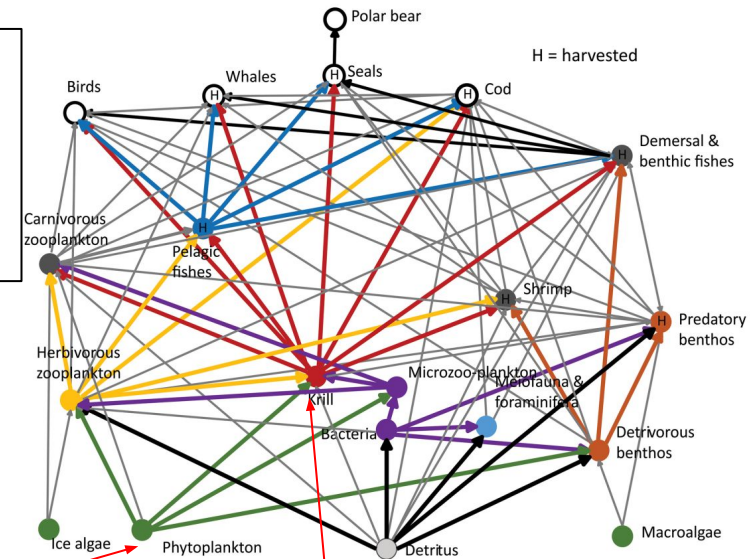 Polar bear
H = harvested
Whales
H
H
Seals
H
Cod
Birds
H
Demersal &
benthic fishes
Carnivorous
zooplankton
H
Pelagic
fishes
Shrimp
H
H
Predatory
benthos
Herbivorous
zooplankton
Microzoo-plankton
Meiofauna &
foraminifera
Krill
Bacteria
Detrivorous
benthos
Ice algae
Phytoplankton
Detritus
Macroalgae